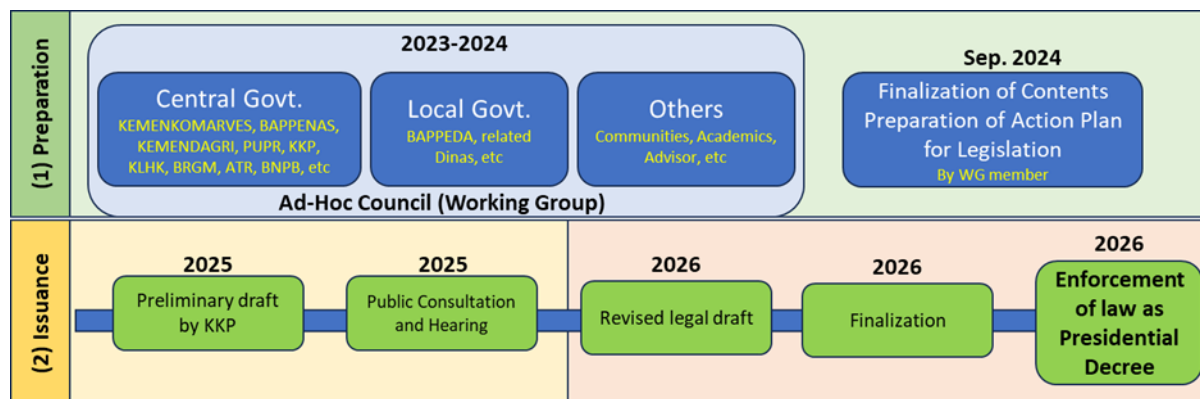 (1) Preparation
2023-2024
Central Govt.
KEMENKOMARVES, BAPPENAS,
KEMENDAGRI, PUPR, KKP,
KLHK, BRGM, ATR, BNPB, etc
Local Govt.
BAPPEDA, related
Dinas, etc
Others
Communities, Academics,
Advisor, etc
Ad-Hoc Council (Working Group)
Sep. 2024
Finalization of Contents
Preparation of Action Plan
for Legislation
By WG member
(2) Issuance
2025
Preliminary draft
by KKP
2025
Public Consultation
and Hearing
2026
Revised legal draft
2026
Finalization
2026
Enforcement
of law as
Presidential
Decree